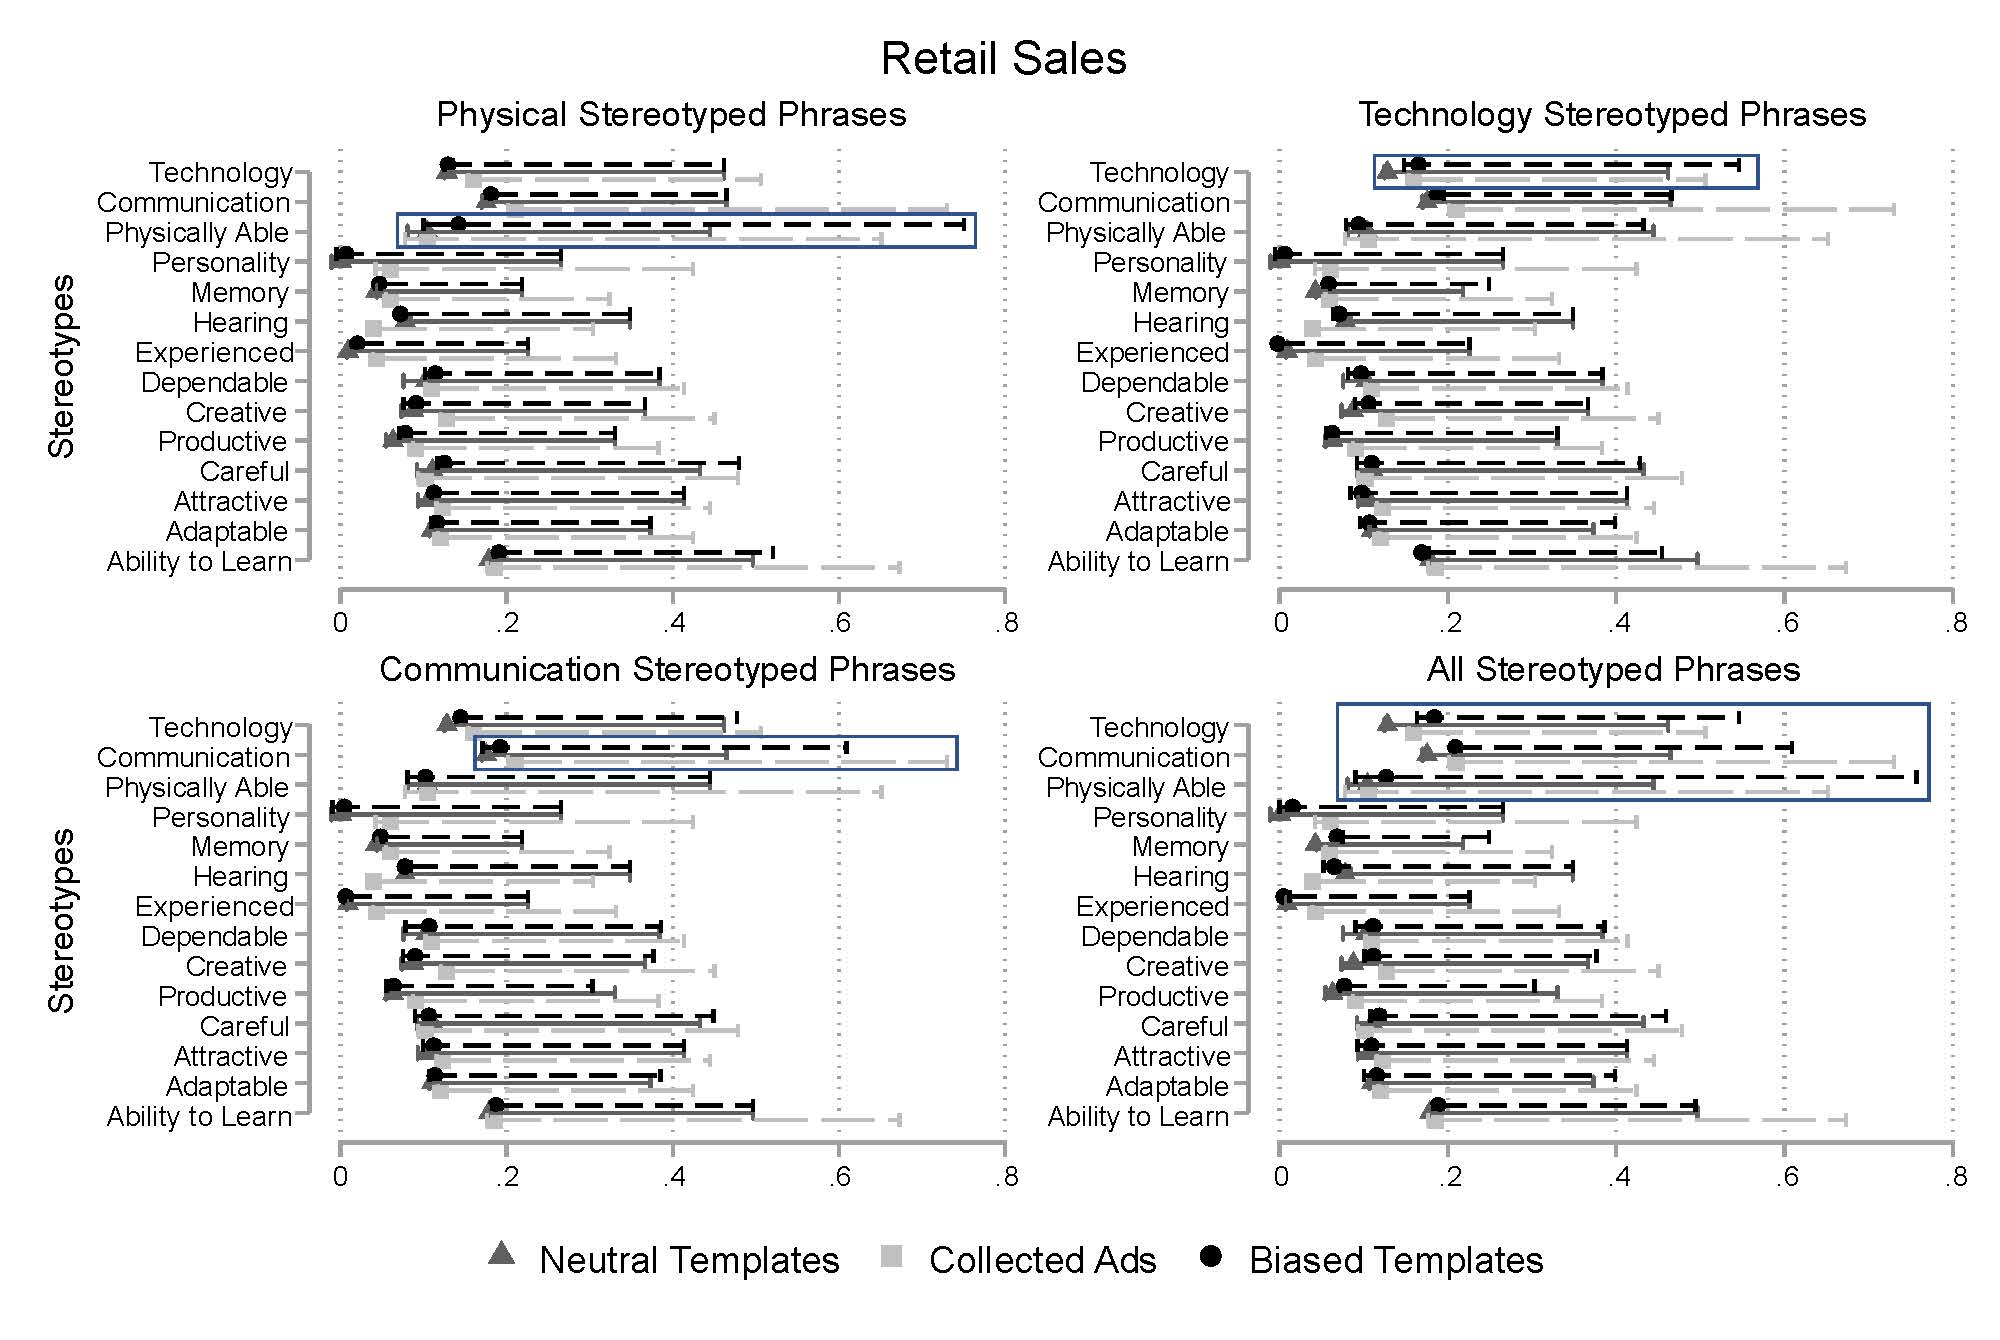 Retail Sales
Physical Stereotyped Phrases
Stereotypes
Technology
Communication
Physically Able
Personality
Memory
Hearing
Experienced
Dependable
Creative
Productive
Careful
Attractive
Adaptable
Ability to Learn
0 .2 .4 .6 .8
Technology Stereotyped Phrases
Technology
Communication
Physically Able
Personality
Memory
Hearing
Experienced
Dependable
Creative
Productive
Careful
Attractive
Adaptable
Ability to Learn
0 .2 .4 .6 .8
Communication Stereotyped Phrases
Stereotypes
Technology
Communication
Physically Able
Personality
Memory
Hearing
Experienced
Dependable
Creative
Productive
Careful
Attractive
Adaptable
Ability to Learn
0 .2 .4 .6 .8
All Stereotyped Phrases
Technology
Communication
Physically Able
Personality
Memory
Hearing
Experienced
Dependable
Creative
Productive
Careful
Attractive
Adaptable
Ability to Learn
0 .2 .4 .6 .8
Neutral Templates Collected Ads Biased Templates